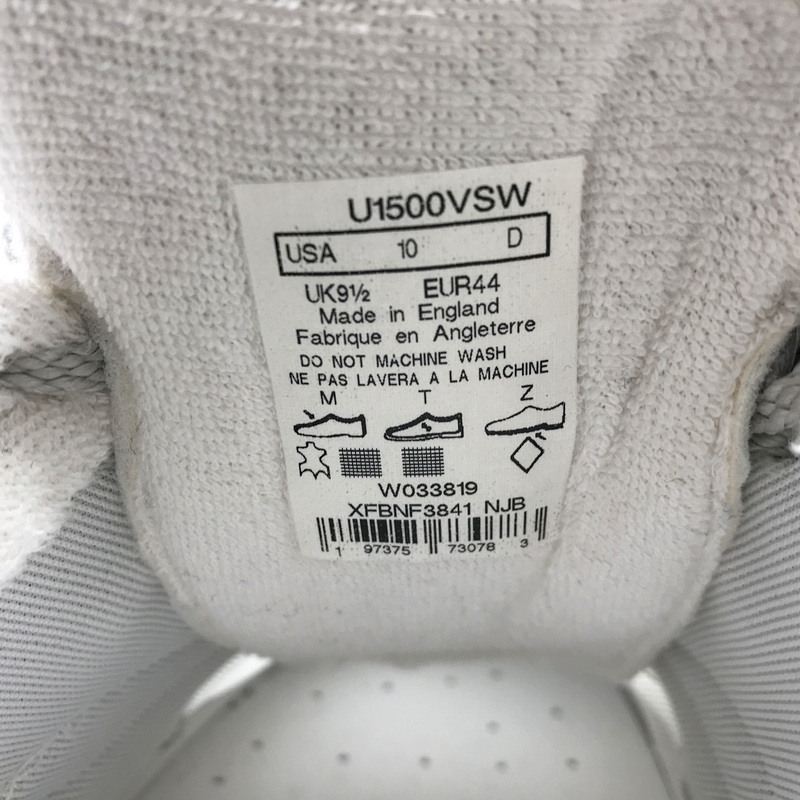 U1500VSW
USA 10 D
UK9½ EUR44
Made in England
Fabrique en Angleterre
DO NOT MACHINE WASH
NE PAS LAVERA A LA MACHINE
M T Z
W033819
XFBNF3841 NJB
1 97375 73078 3